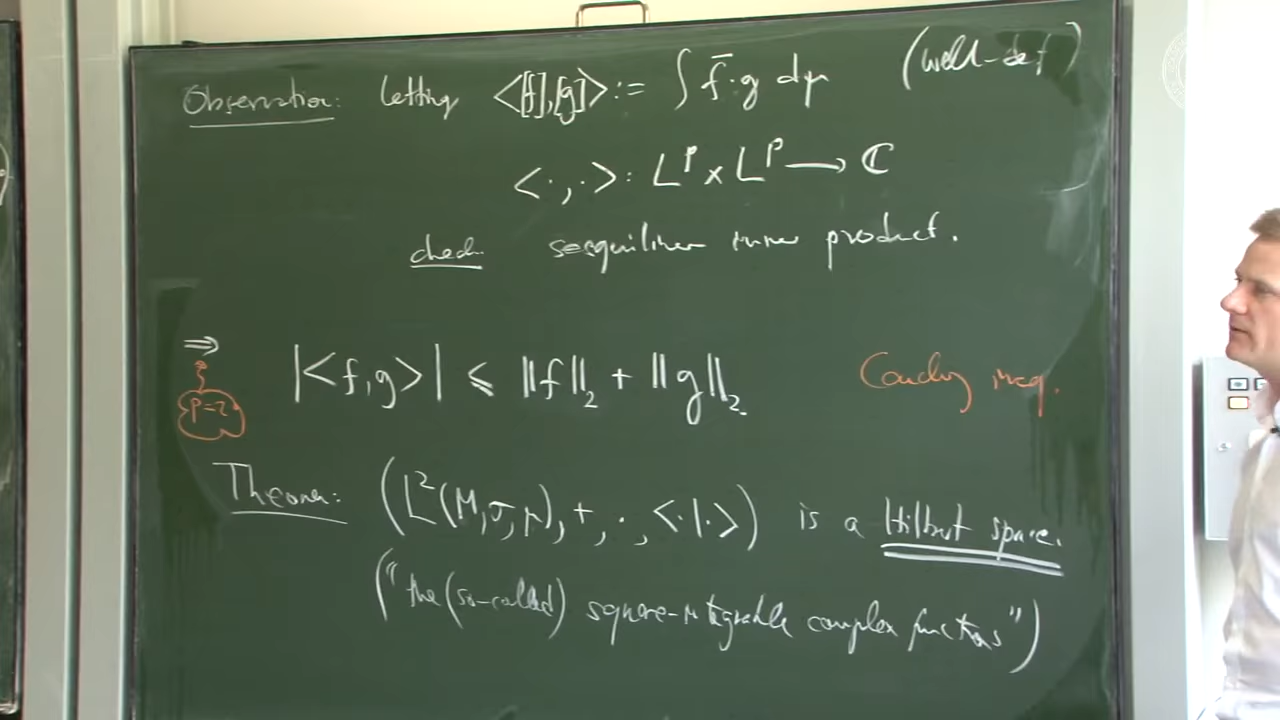 Observation: letting <[f],[g]> := ∫ f̄·g dμ (well-def)
<·,·>: L^p × L^p ⟶ ℂ
check sesquilinear inner product.
⇒ |<f,g>| ≤ ‖f‖₂ + ‖g‖₂ Cauchy ineq.
p=2
Theorem: (L²(M,σ,μ),+,·,<·|·>) is a Hilbert space.
("the (so-called) square-integrable complex functions")